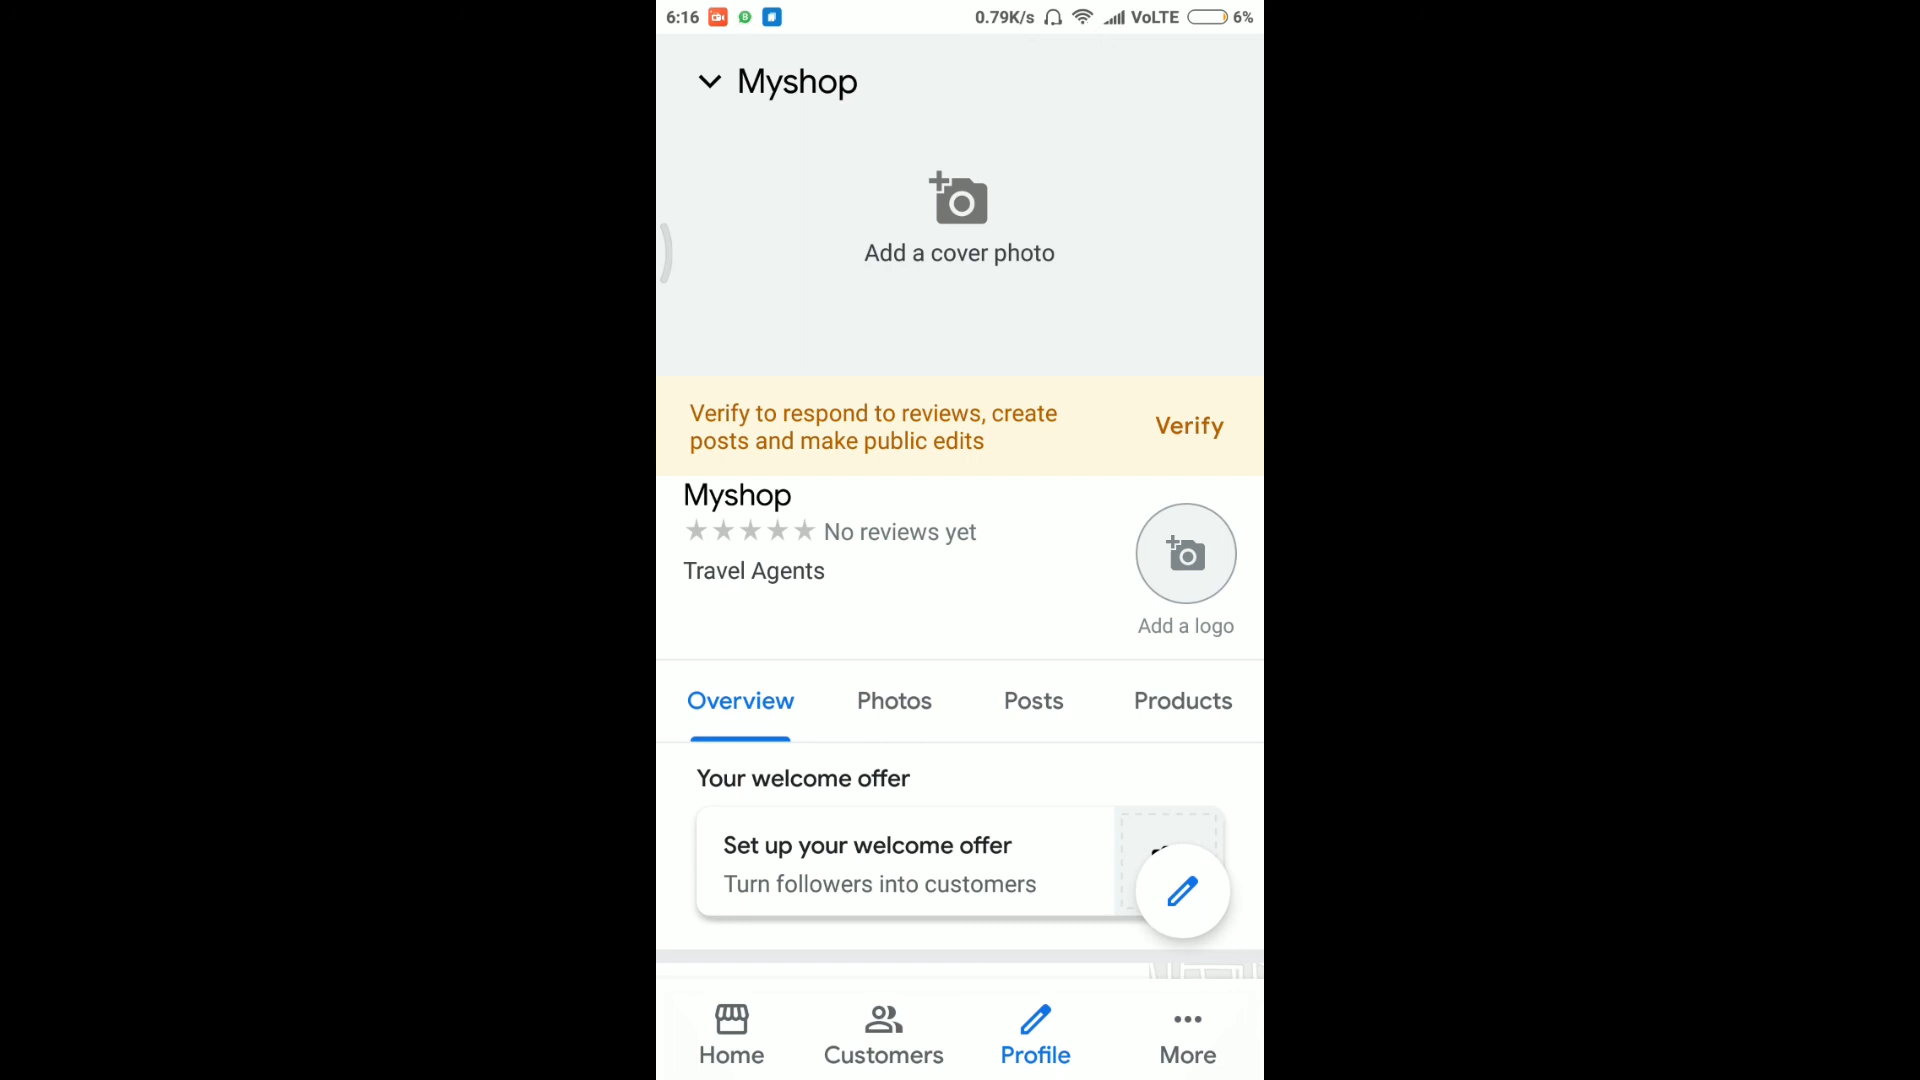 6:16 0.79K/s VoLTE 6%
Myshop
Add a cover photo
Verify to respond to reviews, create
posts and make public edits
Verify
Myshop
No reviews yet
Travel Agents
Add a logo
Overview Photos Posts Products
Your welcome offer
Set up your welcome offer
Turn followers into customers
Home Customers Profile More